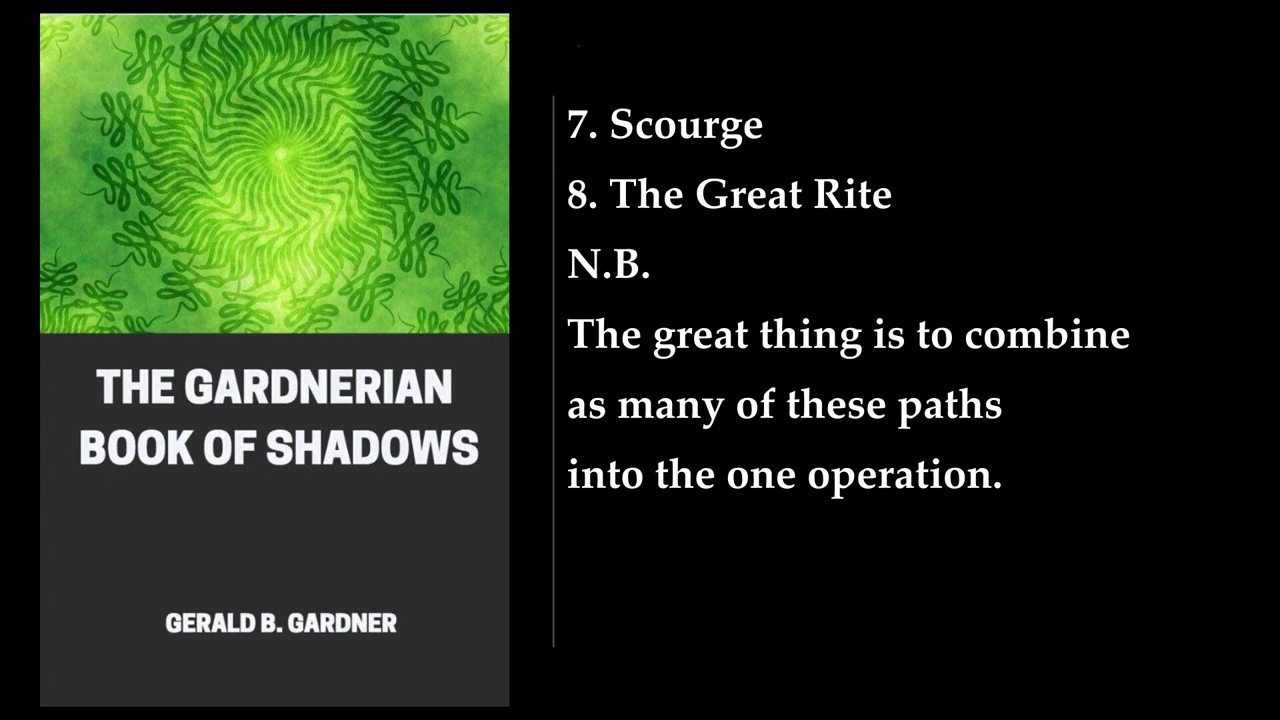 THE GARDNERIAN
BOOK OF SHADOWS
GERALD B. GARDNER
7. Scourge
8. The Great Rite
N.B.
The great thing is to combine
as many of these paths
into the one operation.